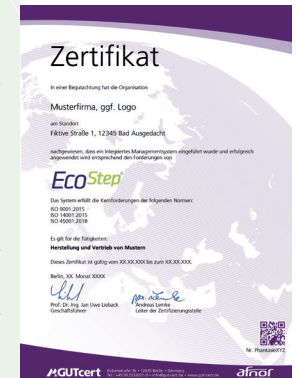 Zertifikat
In einer Begutachtung hat die Organisation
Musterfirma, ggf. Logo
am Standort
Fiktive Straße 1, 12345 Bad Ausgedacht
nachgewiesen, dass ein Integriertes Managementsystem eingeführt wurde und erfolgreich
angewendet wird entsprechend den Forderungen von
EcoStep
Das System erfüllt die Kernforderungen der folgenden Normen:
ISO 9001:2015
ISO 14001:2015
ISO 45001:2018
Es gilt für die Tätigkeiten:
Herstellung und Vertrieb von Mustern
Dieses Zertifikat ist gültig vom XX.XX.XXX bis zum XX.XX.XXX.
Berlin, XX. Monat XXXX
Prof. Dr.-Ing. Jan Uwe Lieback
Geschäftsführer
Andreas Lemke
Leiter der Zertifizierungsstelle
Nr. PhantasieXYZ
GUTcert
afnor